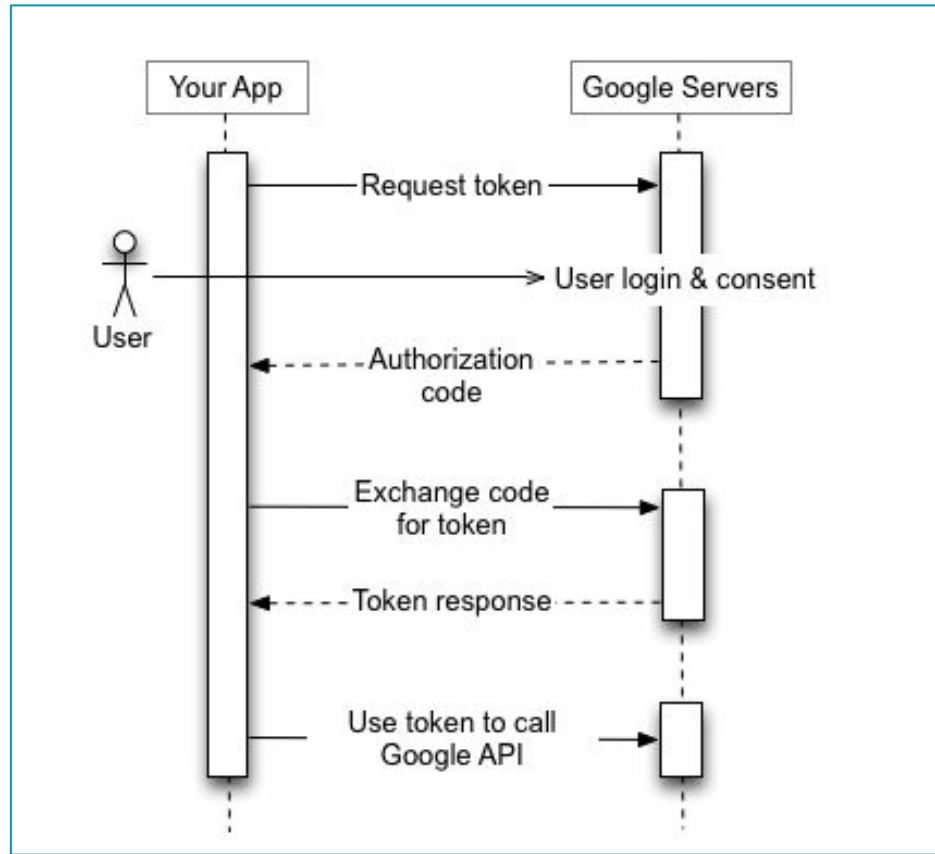 Your App
Google Servers
Request token
User login & consent
User
Authorization
code
Exchange code
for token
Token response
Use token to call
Google API